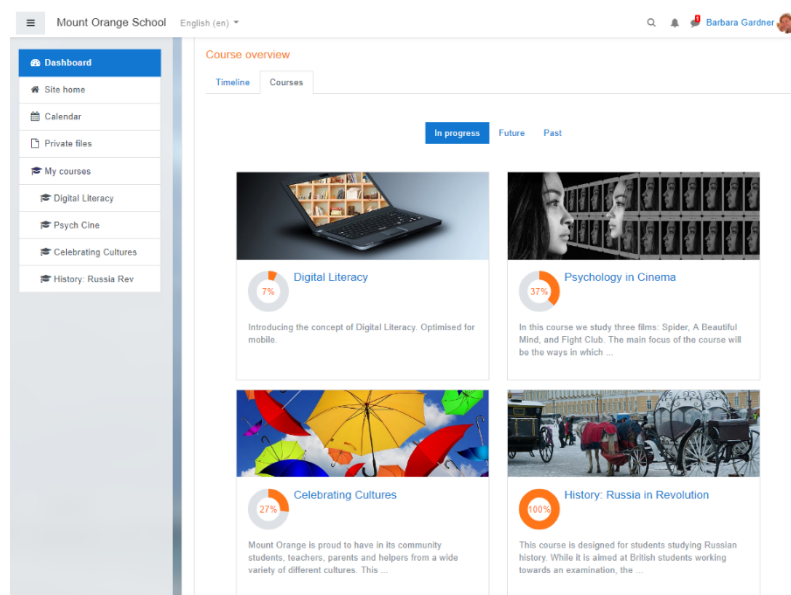 Mount Orange School English (en)
Barbara Gardner
Dashboard
Site home
Calendar
Private files
My courses
Digital Literacy
Psych Cine
Celebrating Cultures
History: Russia Rev
Course overview
Timeline Courses
In progress Future Past
7%
Digital Literacy
Introducing the concept of Digital Literacy. Optimised for
mobile.
37%
Psychology in Cinema
In this course we study three films: Spider, A Beautiful
Mind, and Fight Club. The main focus of the course will
be the ways in which ...
27%
Celebrating Cultures
Mount Orange is proud to have in its community
students, teachers, parents and helpers from a wide
variety of different cultures. This ...
100%
History: Russia in Revolution
This course is designed for students studying Russian
history. While it is aimed at British students working
towards an examination, the ...